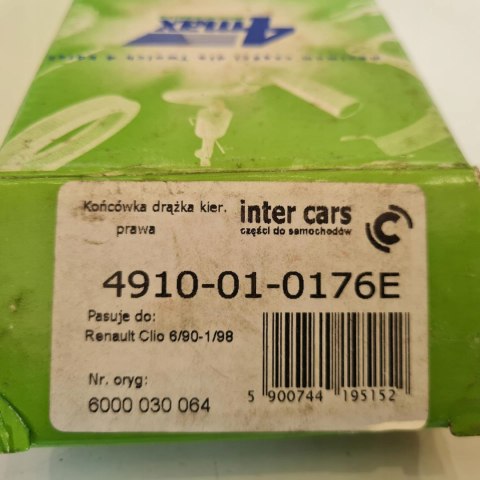 4max
Końcówka drążka kier.
prawa
inter cars
części do samochodów
4910-01-0176E
Pasuje do:
Renault Clio 6/90-1/98
Nr. oryg:
6000 030 064
5 900744 195152